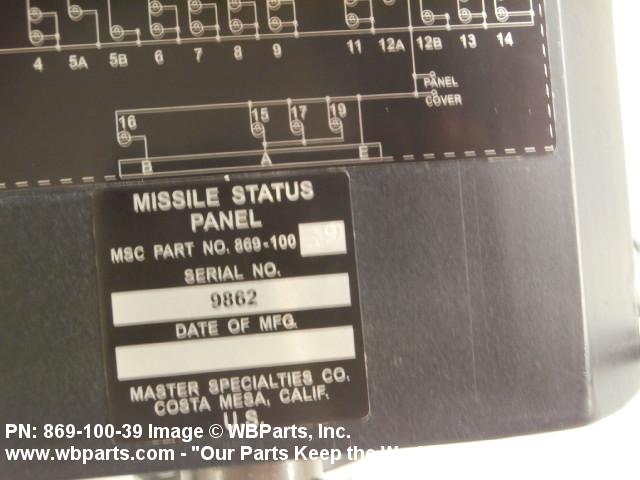 4 5A 5B 6 7 8 9 11 12A 12B 13 14
PANEL
COVER
16 15 17 19
B A E
MISSILE STATUS
PANEL
MSC PART NO. 869-100 39
SERIAL NO.
9862
DATE OF MFG.
MASTER SPECIALTIES CO.
COSTA MESA, CALIF.
U.S.
PN: 869-100-39 Image © WBParts, Inc.
www.wbparts.com - "Our Parts Keep the